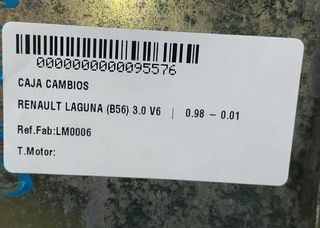 0000000000095576
CAJA CAMBIOS
RENAULT LAGUNA (B56) 3.0 V6 | 0.98 – 0.01
Ref.Fab:LM0006
T.Motor: